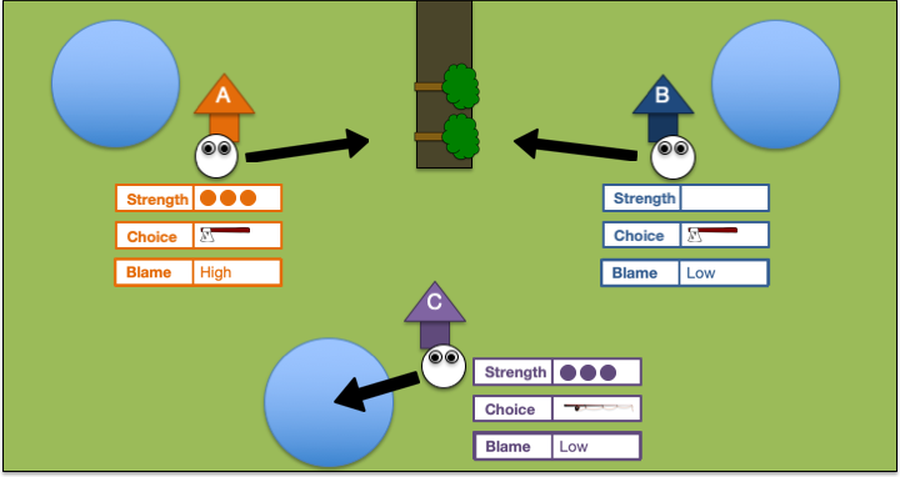 A
B
Strength
Choice
Blame High
Strength
Choice
Blame Low
C
Strength
Choice
Blame Low